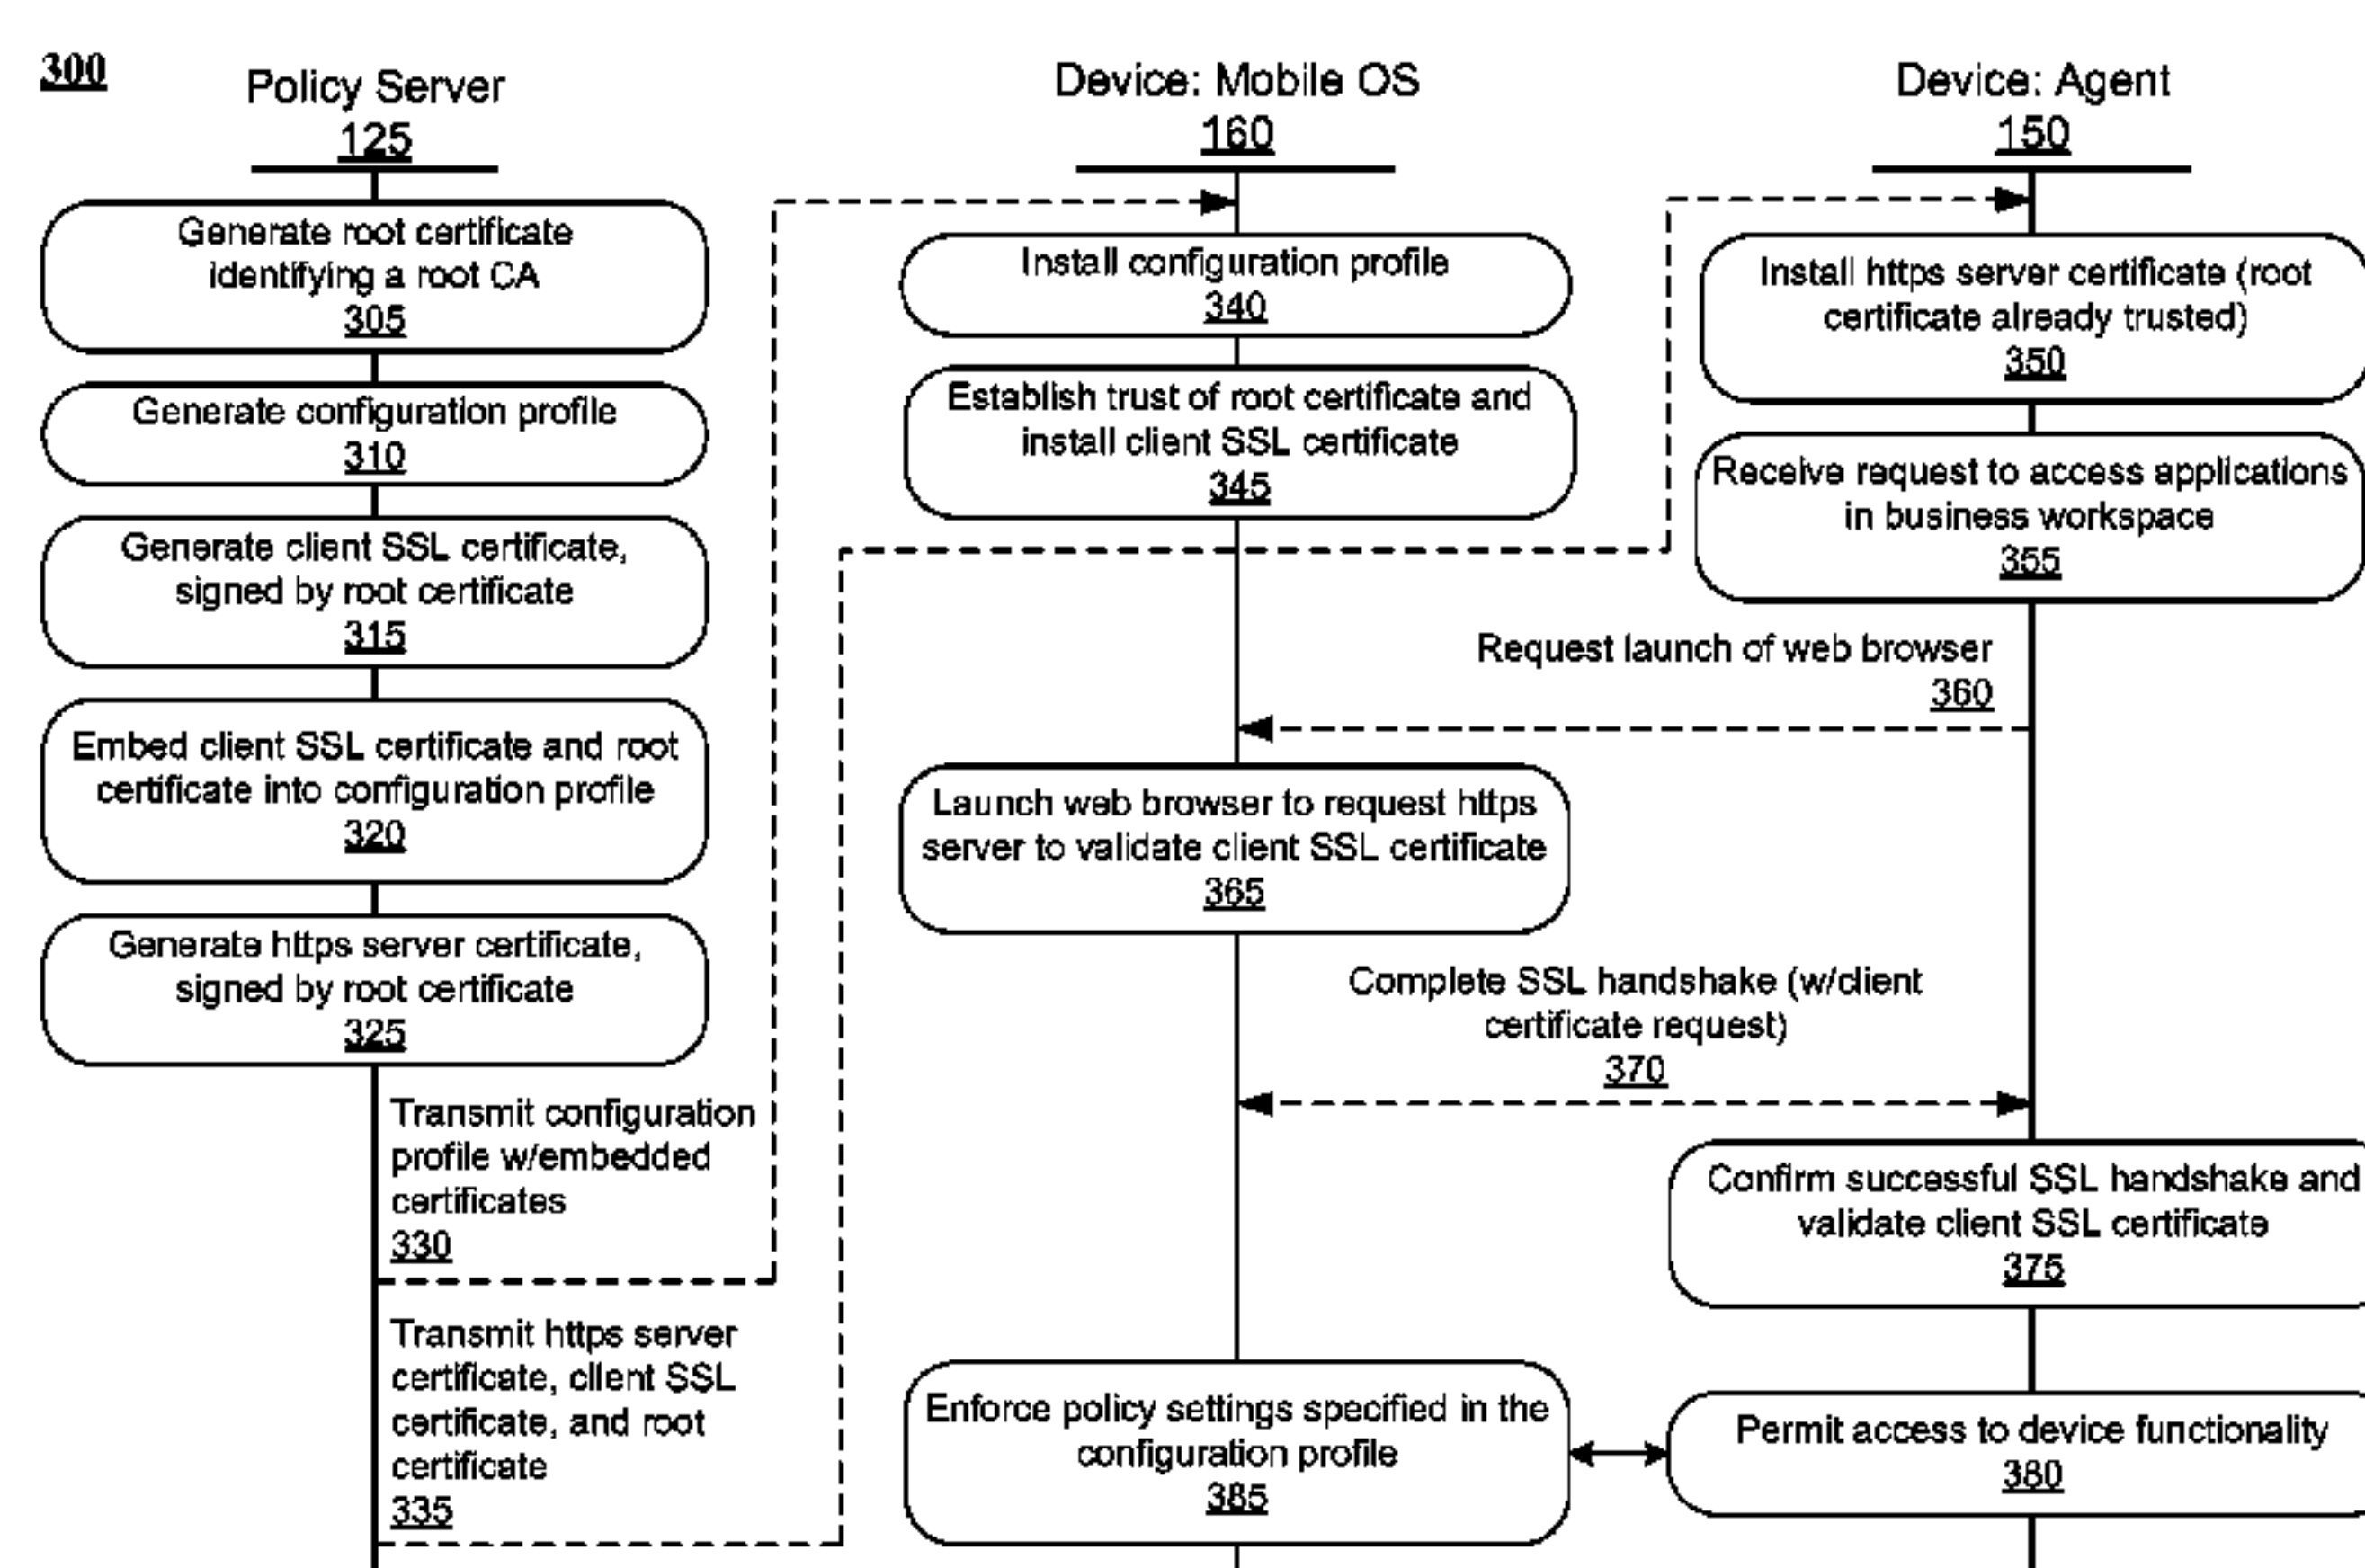 300
Policy Server
125
Generate root certificate
identifying a root CA
305
Generate configuration profile
310
Generate client SSL certificate,
signed by root certificate
315
Embed client SSL certificate and root
certificate into configuration profile
320
Generate https server certificate,
signed by root certificate
325
Transmit configuration
profile w/embedded
certificates
330
Transmit https server
certificate, client SSL
certificate, and root
certificate
335
Device: Mobile OS
160
Install configuration profile
340
Establish trust of root certificate and
install client SSL certificate
345
Launch web browser to request https
server to validate client SSL certificate
365
Enforce policy settings specified in the
configuration profile
385
Request launch of web browser
360
Complete SSL handshake (w/client
certificate request)
370
Device: Agent
150
Install https server certificate (root
certificate already trusted)
350
Receive request to access applications
in business workspace
355
Confirm successful SSL handshake and
validate client SSL certificate
375
Permit access to device functionality
380